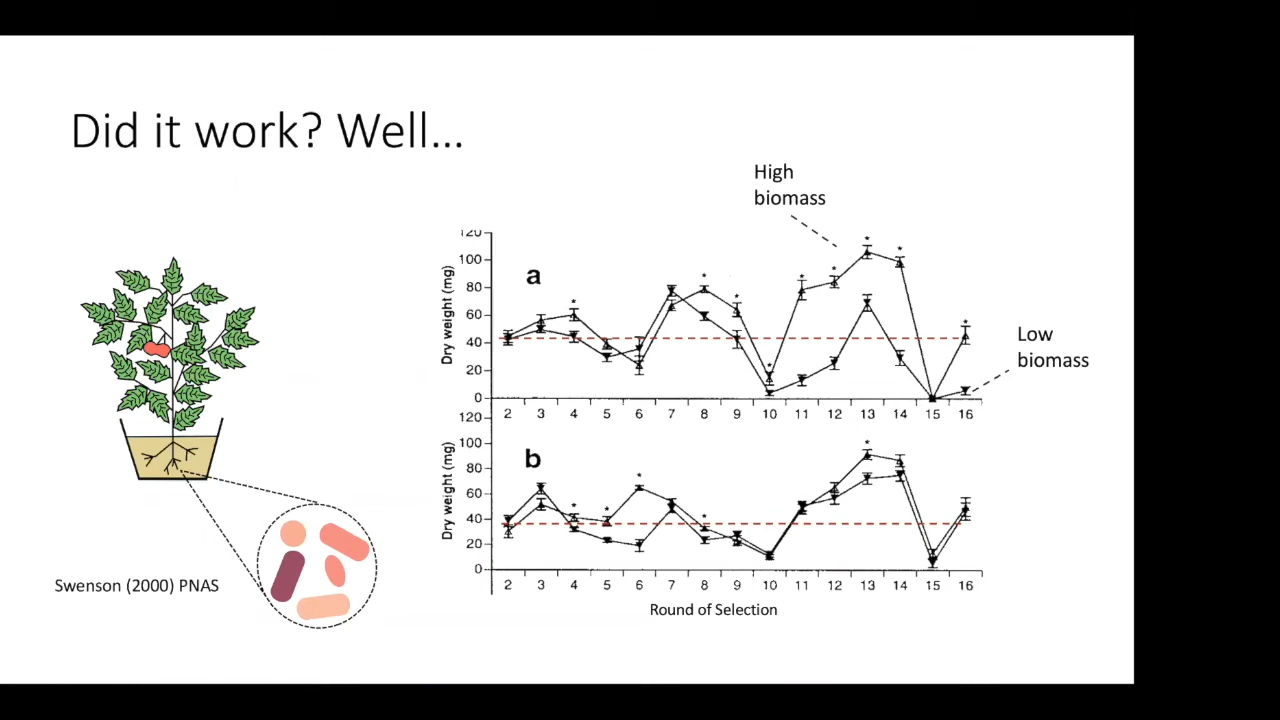 Did it work? Well...
High
biomass
Low
biomass
a
Dry weight (mg)
120
100
80
60
40
20
0
2 3 4 5 6 7 8 9 10 11 12 13 14 15 16
b
Dry weight (mg)
120
100
80
60
40
20
0
2 3 4 5 6 7 8 9 10 11 12 13 14 15 16
Round of Selection
Swenson (2000) PNAS